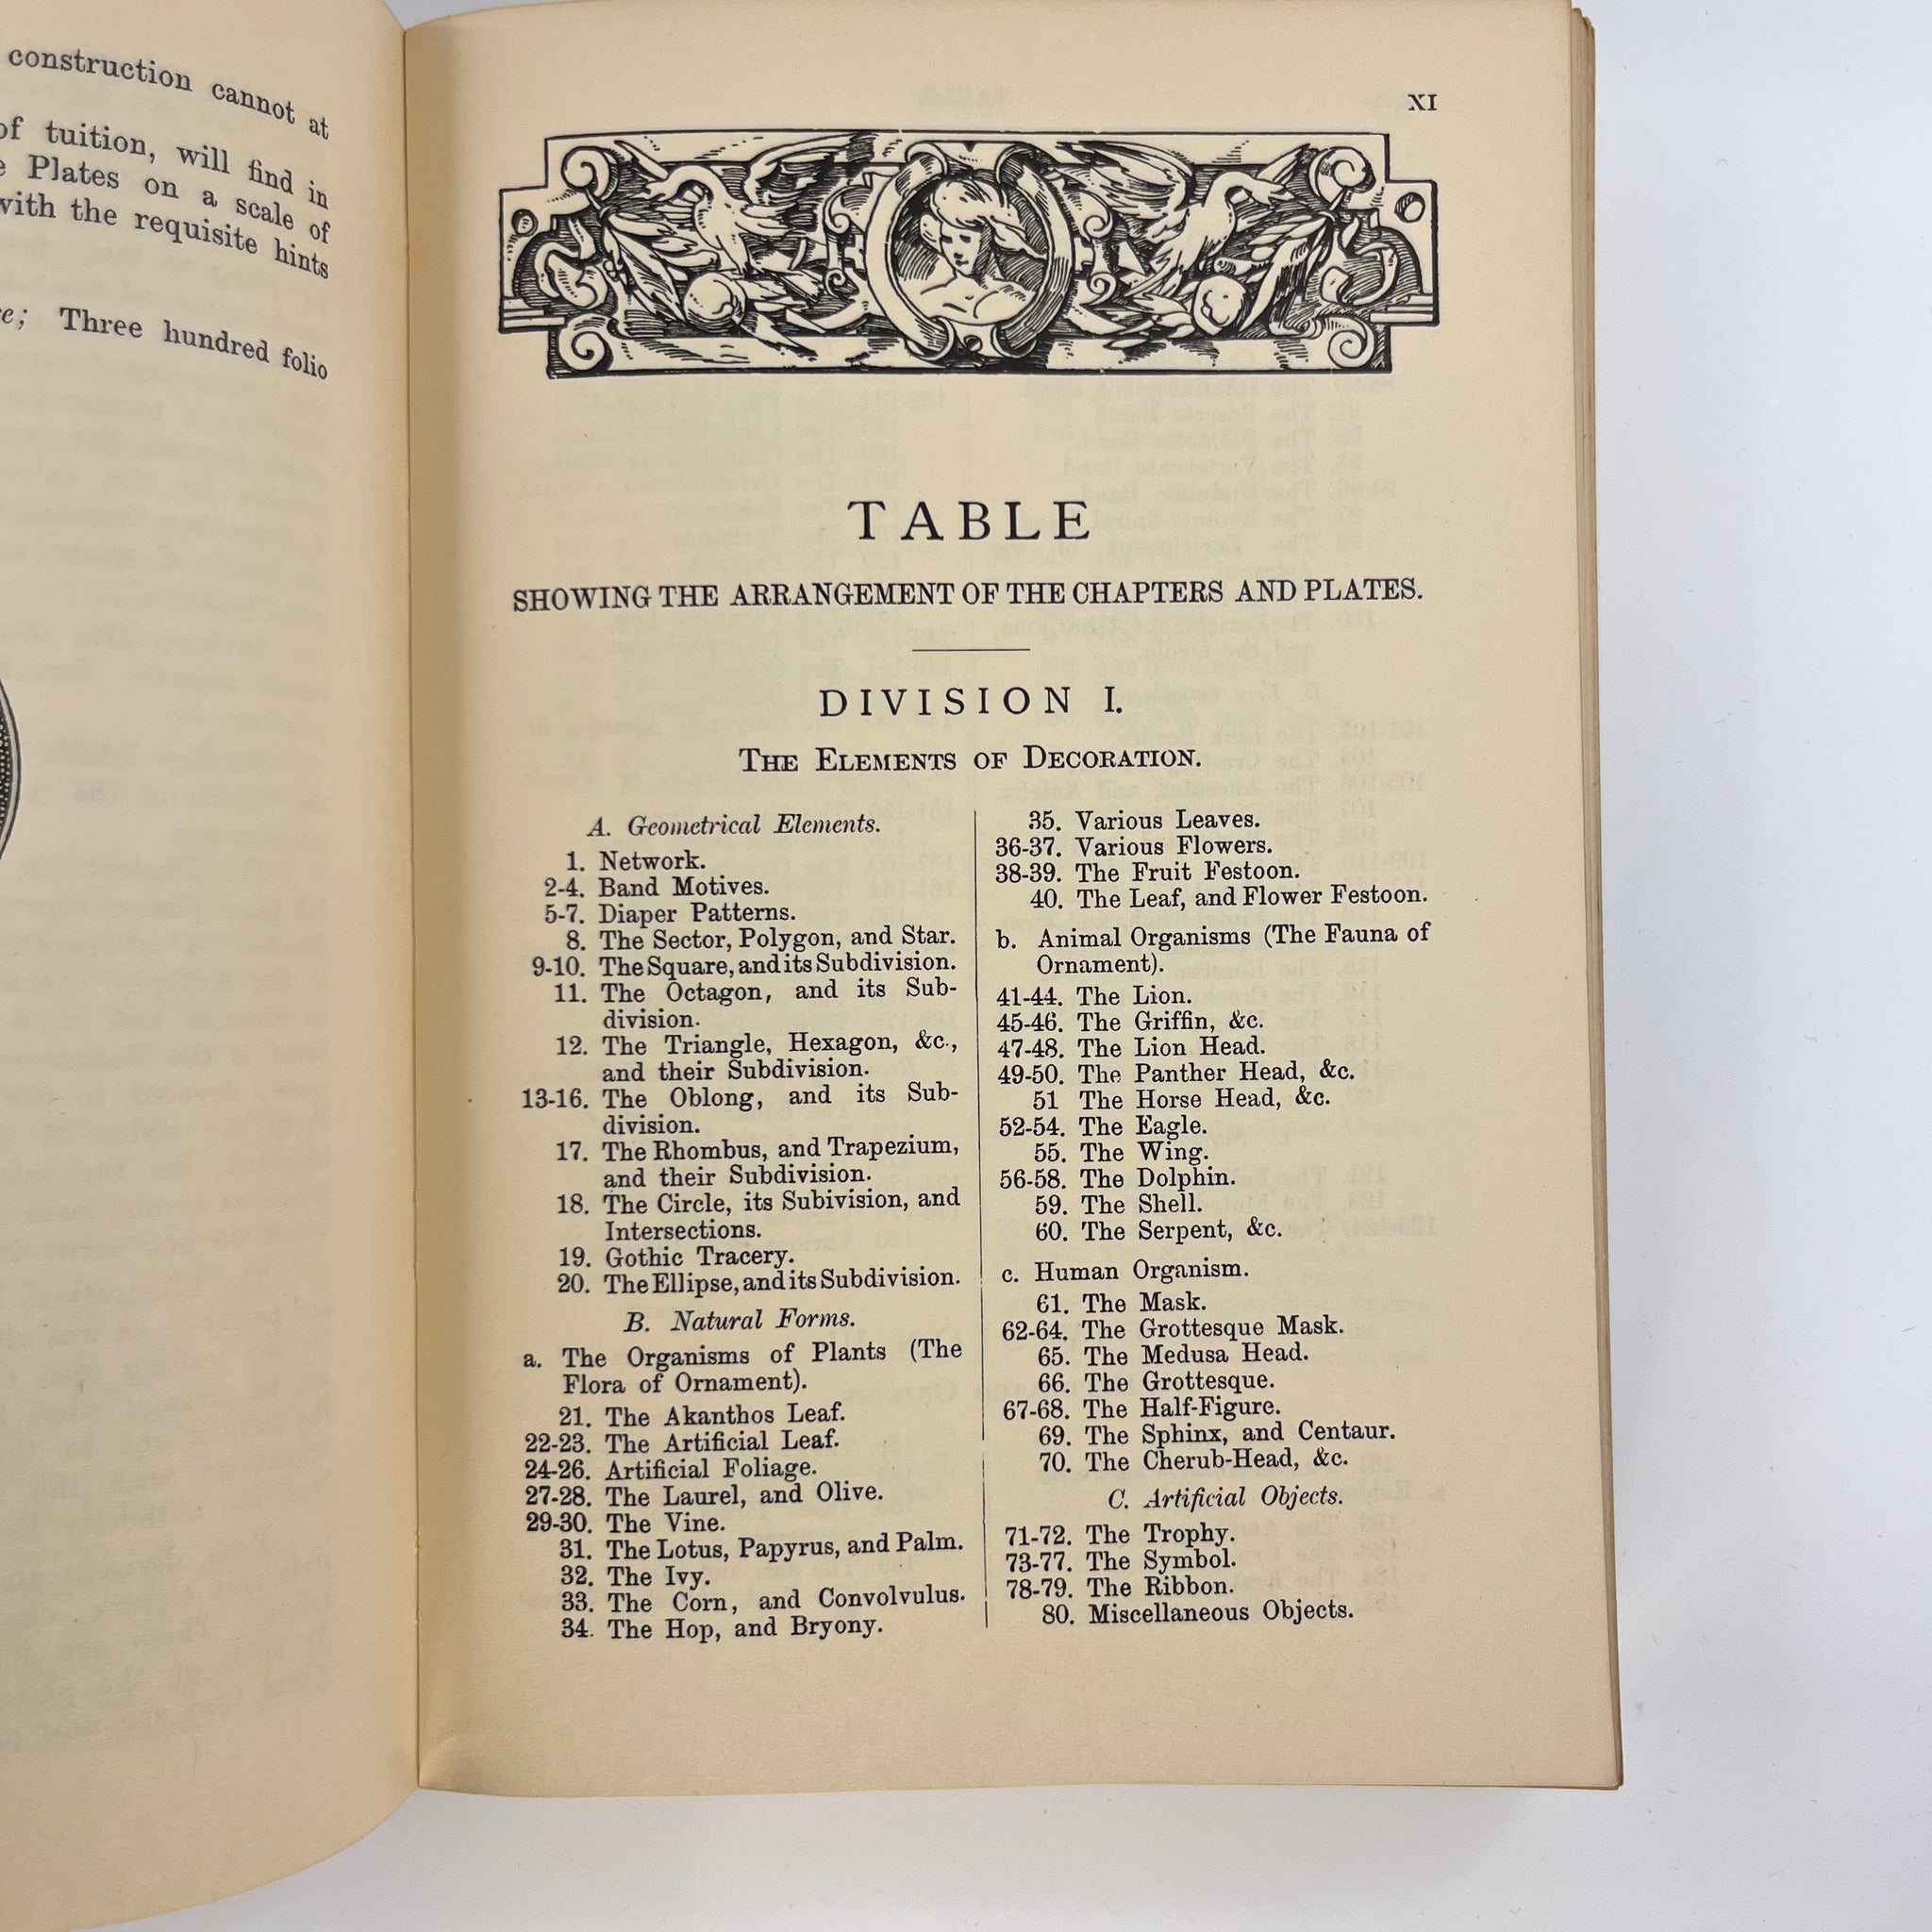 construction cannot at
of tuition, will find in
Plates on a scale of
with the requisite hints
Three hundred folio
XI
TABLE
SHOWING THE ARRANGEMENT OF THE CHAPTERS AND PLATES.
DIVISION I.
THE ELEMENTS OF DECORATION.
A. Geometrical Elements.
1. Network.
2-4. Band Motives.
5-7. Diaper Patterns.
8. The Sector, Polygon, and Star.
9-10. The Square, and its Subdivision.
11. The Octagon, and its Sub-
division.
12. The Triangle, Hexagon, &c.,
and their Subdivision.
13-16. The Oblong, and its Sub-
division.
17. The Rhombus, and Trapezium,
and their Subdivision.
18. The Circle, its Subivision, and
Intersections.
19. Gothic Tracery.
20. The Ellipse, and its Subdivision.
B. Natural Forms.
a. The Organisms of Plants (The
Flora of Ornament).
21. The Akanthos Leaf.
22-23. The Artificial Leaf.
24-26. Artificial Foliage.
27-28. The Laurel, and Olive.
29-30. The Vine.
31. The Lotus, Papyrus, and Palm.
32. The Ivy.
33. The Corn, and Convolvulus.
34. The Hop, and Bryony.
35. Various Leaves.
36-37. Various Flowers.
38-39. The Fruit Festoon.
40. The Leaf, and Flower Festoon.
b. Animal Organisms (The Fauna of
Ornament).
41-44. The Lion.
45-46. The Griffin, &c.
47-48. The Lion Head.
49-50. The Panther Head, &c.
51 The Horse Head, &c.
52-54. The Eagle.
55. The Wing.
56-58. The Dolphin.
59. The Shell.
60. The Serpent, &c.
c. Human Organism.
61. The Mask.
62-64. The Grottesque Mask.
65. The Medusa Head.
66. The Grottesque.
67-68. The Half-Figure.
69. The Sphinx, and Centaur.
70. The Cherub-Head, &c.
C. Artificial Objects.
71-72. The Trophy.
73-77. The Symbol.
78-79. The Ribbon.
80. Miscellaneous Objects.